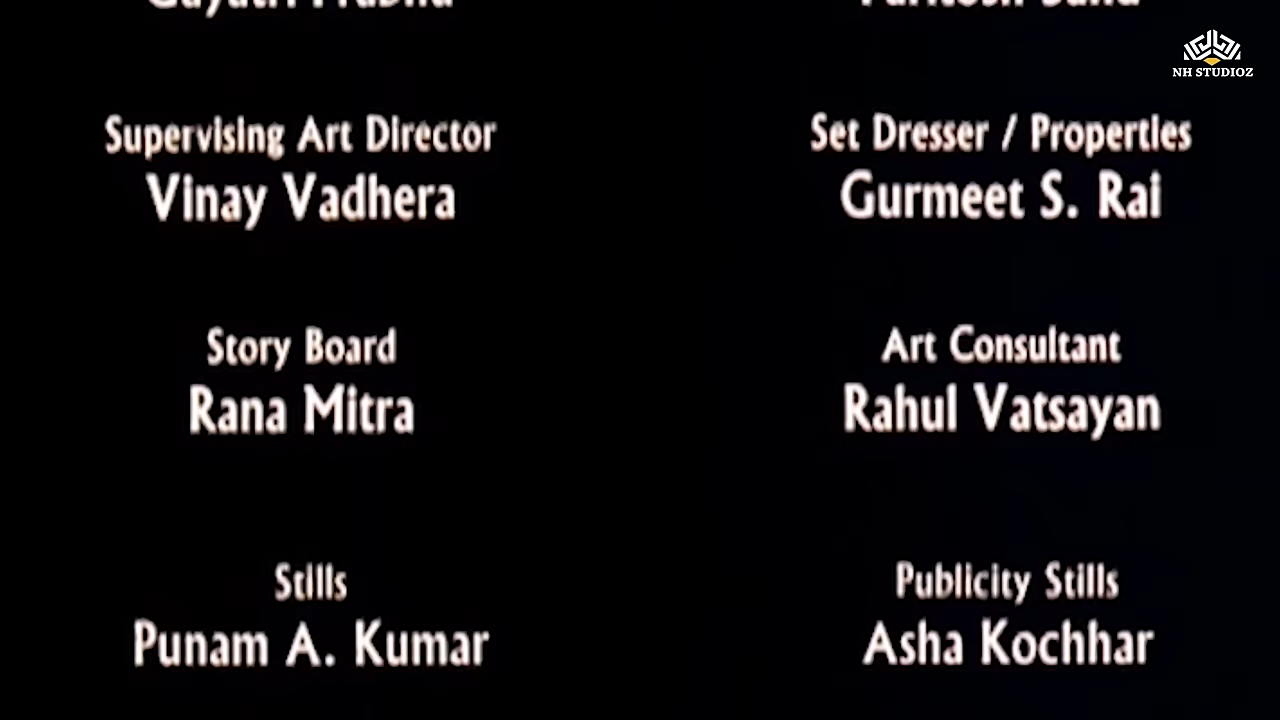 NH STUDIOZ
Supervising Art Director
Vinay Vadhera
Set Dresser / Properties
Gurmeet S. Rai
Story Board
Rana Mitra
Art Consultant
Rahul Vatsayan
Stills
Punam A. Kumar
Publicity Stills
Asha Kochhar